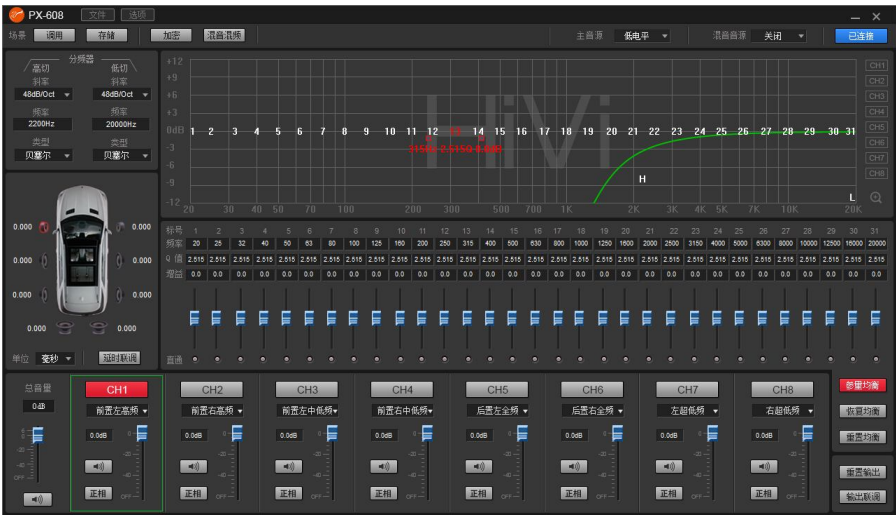 PX-608 文件 选项
场景 调用 存储 加密 混音混频 主音源 低电平 混音音源 关闭 已连接
分频器
高切 低切
斜率 斜率
48dB/Oct 48dB/Oct
频率 频率
2200Hz 20000Hz
类型 类型
贝塞尔 贝塞尔
+12
+9
+6
+3
0dB 1 2 3 4 5 6 7 8 9 10 11 12 14 15 16 17 18 19 20 21 22 23 24 25 26 27 28 29 30 31
-3
-6
-9
-12
HiVi
315Hz 2.515Q 0.0dB
H
L
20 30 40 50 70 100 200 300 500 700 1K 2K 3K 4K 5K 7K 10K 20K
CH1
CH2
CH3
CH4
CH5
CH6
CH7
CH8
0.000 0.000
0.000 0.000
0.000 0.000
0.000 0.000
单位 毫秒 延时联调
标号 1 2 3 4 5 6 7 8 9 10 11 12 13 14 15 16 17 18 19 20 21 22 23 24 25 26 27 28 29 30 31
频率 20 25 32 40 50 63 80 100 125 160 200 250 315 400 500 630 800 1000 1250 1600 2000 2500 3150 4000 5000 6300 8000 10000 12500 16000 20000
Q 值 2.515 2.515 2.515 2.515 2.515 2.515 2.515 2.515 2.515 2.515 2.515 2.515 2.515 2.515 2.515 2.515 2.515 2.515 2.515 2.515 2.515 2.515 2.515 2.515 2.515 2.515 2.515 2.515 2.515 2.515 2.515
增益 0.0 0.0 0.0 0.0 0.0 0.0 0.0 0.0 0.0 0.0 0.0 0.0 0.0 0.0 0.0 0.0 0.0 0.0 0.0 0.0 0.0 0.0 0.0 0.0 0.0 0.0 0.0 0.0 0.0 0.0 0.0
直通
总音量 CH1 CH2 CH3 CH4 CH5 CH6 CH7 CH8 参量均衡
0dB 前置左高频 前置右高频 前置左中低频 前置右中低频 后置左全频 后置右全频 左超低频 右超低频 恢复均衡
0.0dB 0.0dB 0.0dB 0.0dB 0.0dB 0.0dB 0.0dB 0.0dB 重置均衡
重置输出
正相 正相 正相 正相 正相 正相 正相 正相 输出联调